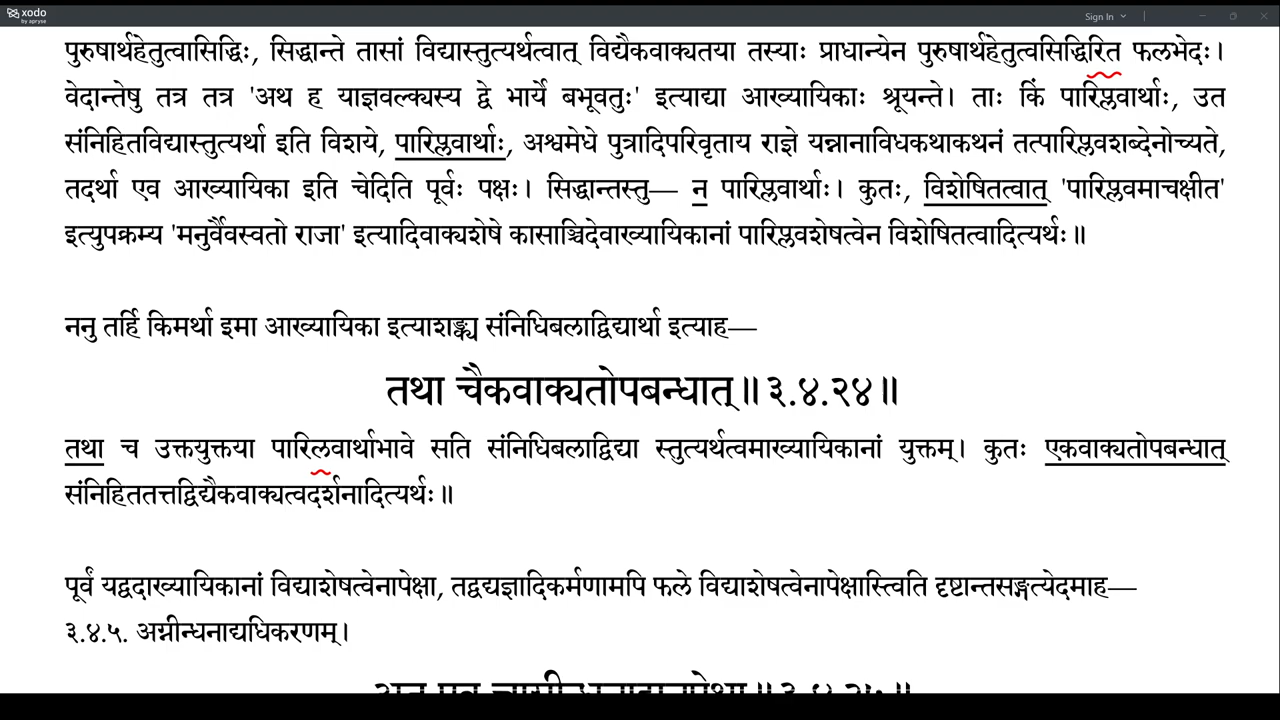 xodo
by apryse
Sign In
पुरुषार्थहेतुत्वासिद्धिः, सिद्धान्ते तासां विद्यास्तुत्यर्थत्वात् विद्यैकवाक्यतया तस्याः प्राधान्येन पुरुषार्थहेतुत्वसिद्धिरित फलभेदः।
वेदान्तेषु तत्र तत्र 'अथ ह याज्ञवल्क्यस्य द्वे भार्ये बभूवतुः' इत्याद्या आख्यायिकाः श्रूयन्ते। ताः किं पारिप्लवार्थाः, उत
संनिहितविद्यास्तुत्यर्था इति विशये, पारिप्लवार्थाः, अश्वमेधे पुत्रादिपरिवृताय राज्ञे यन्नानाविधकथाकथनं तत्पारिप्लवशब्देनोच्यते,
तदर्था एव आख्यायिका इति चेदिति पूर्वः पक्षः। सिद्धान्तस्तु— न पारिप्लवार्थाः। कुतः, विशोषितत्वात् 'पारिप्लवमाचक्षीत'
इत्युपक्रम्य 'मनुर्वैवस्वतो राजा' इत्यादिवाक्यशेषे कासाञ्चिदेवाख्यायिकानां पारिप्लवशेषत्वेन विशोषितत्वादित्यर्थः॥
ननु तर्हि किमर्था इमा आख्यायिका इत्याशङ्क्य संनिधिबलाद्विद्यार्था इत्याह—
तथा चैकवाक्यतोपबन्धात्॥३.४.२४॥
तथा च उक्तयुक्तया पारिलवार्थाभावे सति संनिधिबलाद्विद्या स्तुत्यर्थत्वमाख्यायिकानां युक्तम्। कुतः एकवाक्यतोपबन्धात्
संनिहिततत्तद्विद्यैकवाक्यत्वदर्शनादित्यर्थः॥
पूर्वं यद्वदाख्यायिकानां विद्याशेषत्वेनापेक्षा, तद्वद्यज्ञादिकर्मणामपि फले विद्याशेषत्वेनापेक्षास्त्विति दृष्टान्तसङ्गत्येदमाह—
३.४.५. अग्नीन्धनाद्यधिकरणम्।